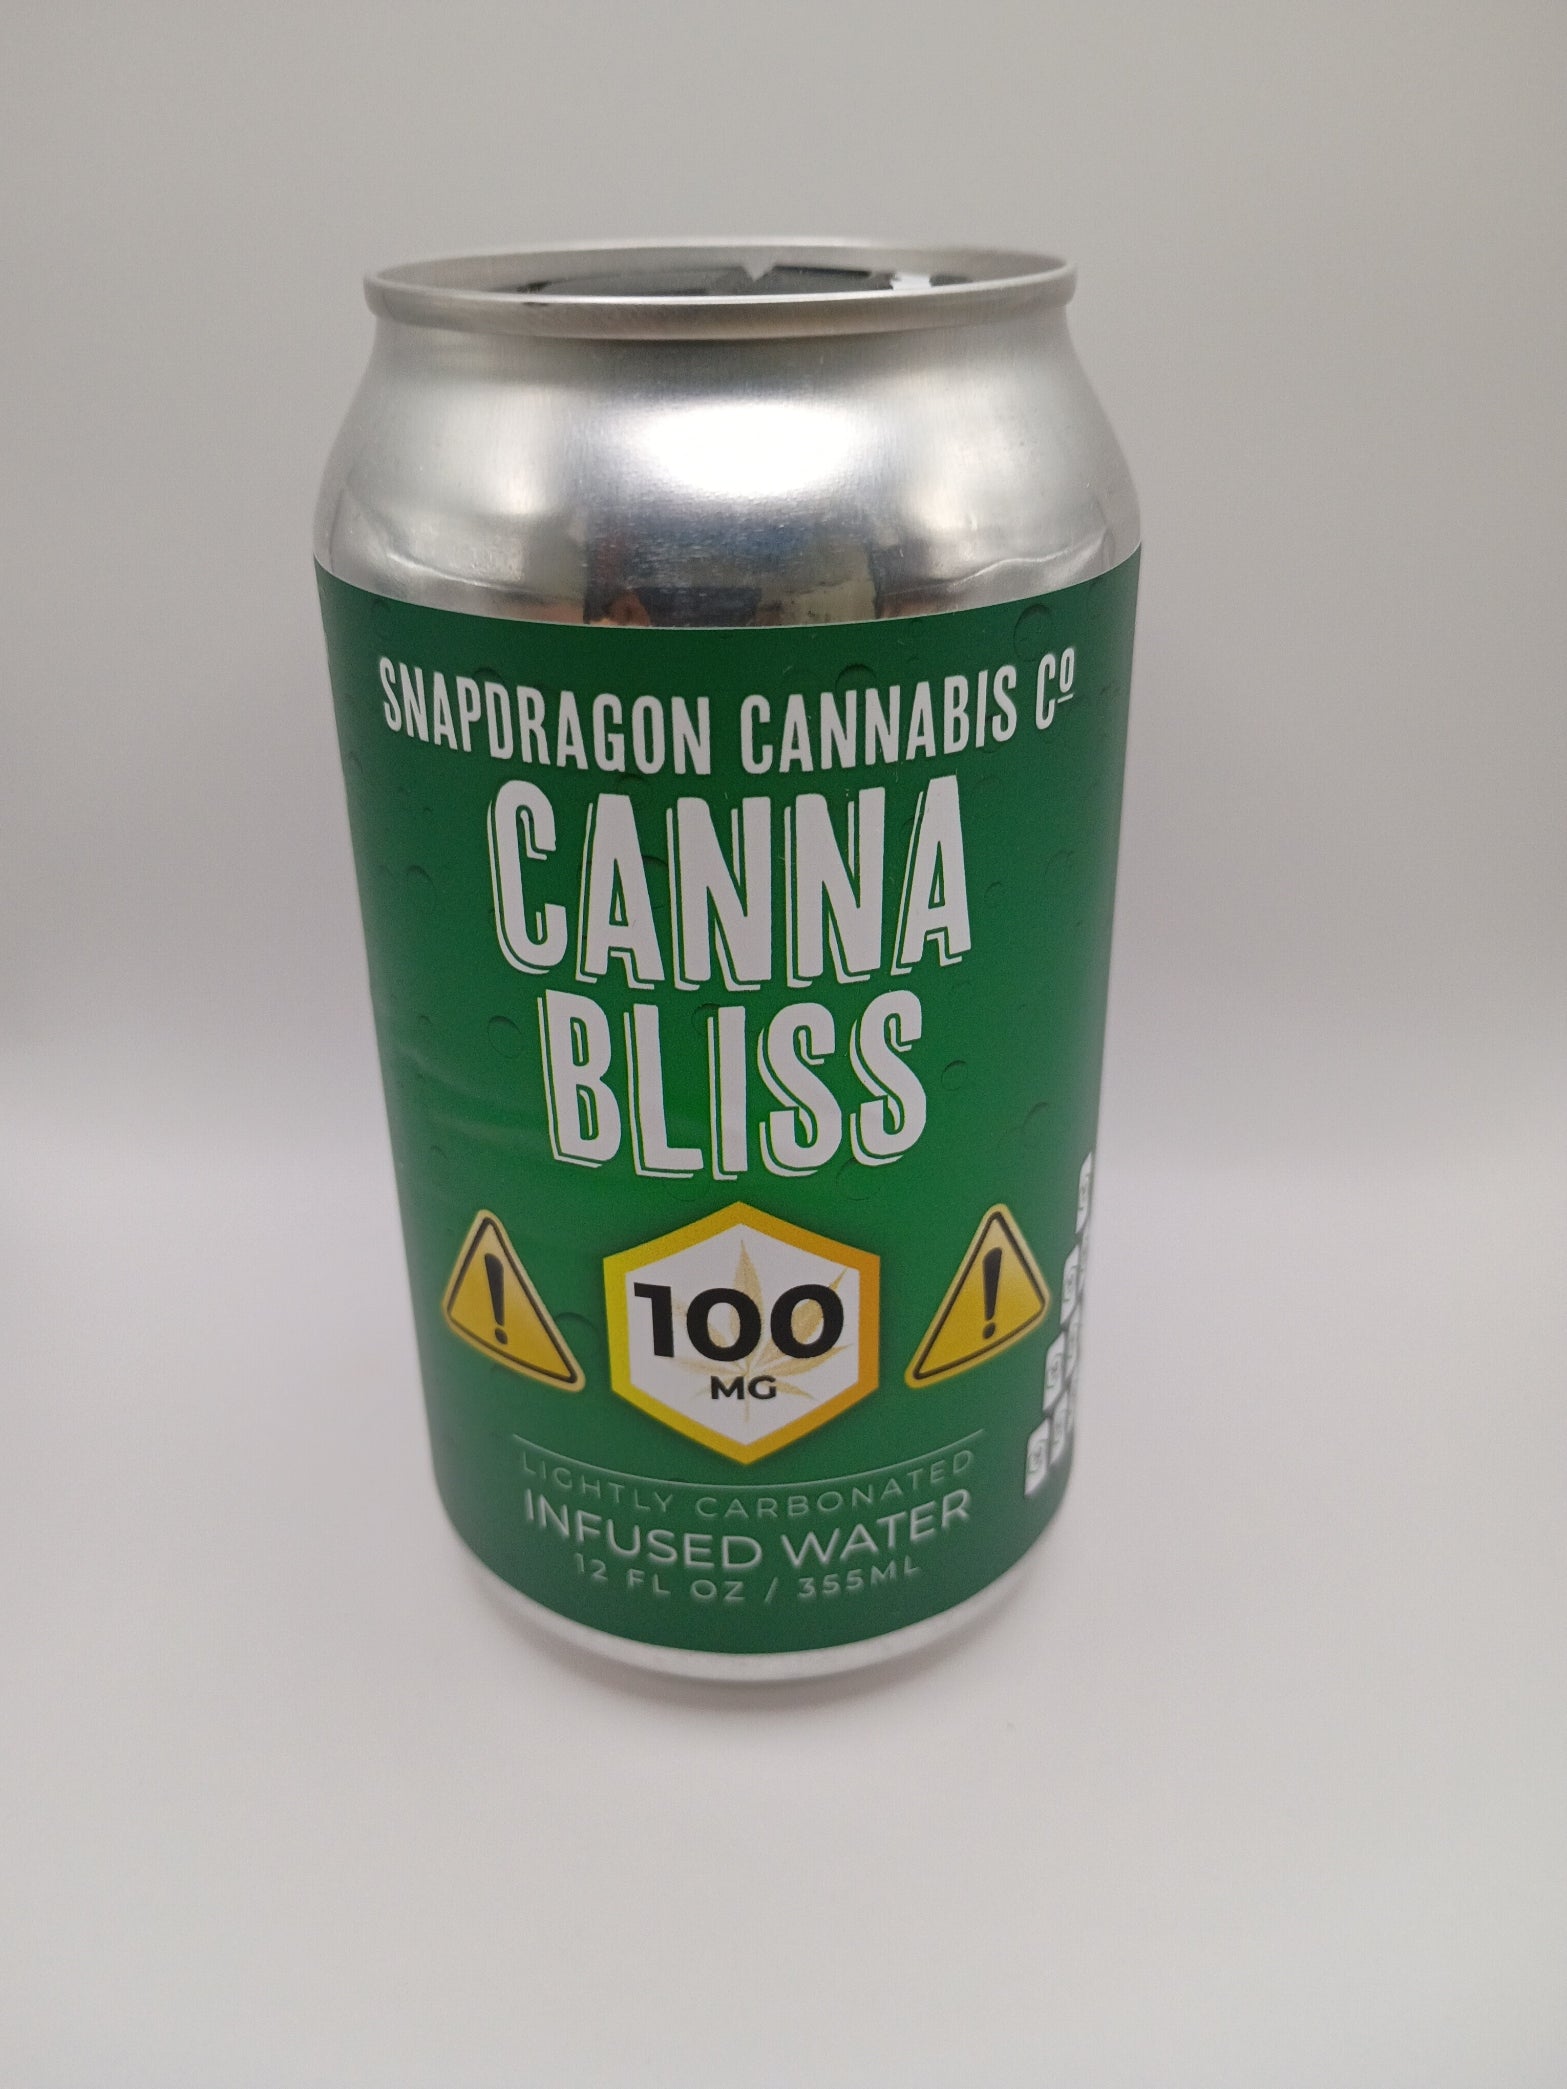 SNAPDRAGON CANNABIS Cº
CANNA
BLISS
100
MG
LIGHTLY CARBONATED
INFUSED WATER
12 FL OZ / 355ML